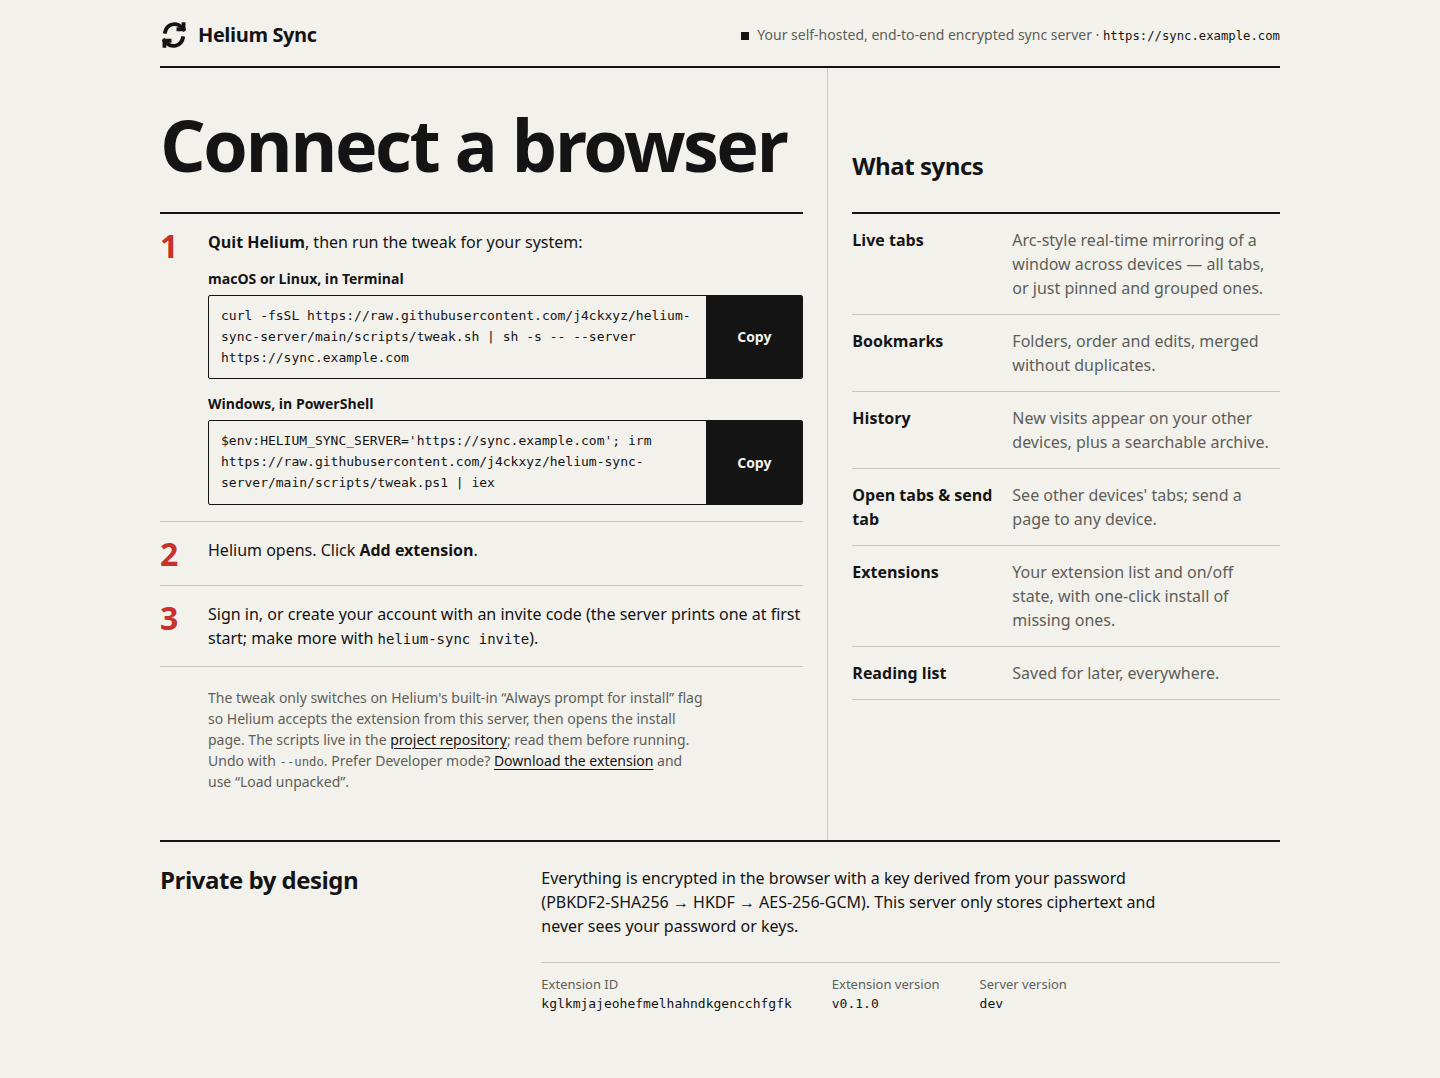 Helium Sync
Your self-hosted, end-to-end encrypted sync server · https://sync.example.com
Connect a browser
1
Quit Helium, then run the tweak for your system:
macOS or Linux, in Terminal
curl -fsSL https://raw.githubusercontent.com/j4ckxyz/helium-
sync-server/main/scripts/tweak.sh | sh -s -- --server
https://sync.example.com
Copy
Windows, in PowerShell
$env:HELIUM_SYNC_SERVER='https://sync.example.com'; irm
https://raw.githubusercontent.com/j4ckxyz/helium-sync-
server/main/scripts/tweak.ps1 | iex
Copy
2
Helium opens. Click Add extension.
3
Sign in, or create your account with an invite code (the server prints one at first
start; make more with helium-sync invite).
The tweak only switches on Helium's built-in “Always prompt for install” flag
so Helium accepts the extension from this server, then opens the install
page. The scripts live in the project repository; read them before running.
Undo with --undo. Prefer Developer mode? Download the extension and
use “Load unpacked”.
What syncs
Live tabs
Arc-style real-time mirroring of a
window across devices — all tabs,
or just pinned and grouped ones.
Bookmarks
Folders, order and edits, merged
without duplicates.
History
New visits appear on your other
devices, plus a searchable archive.
Open tabs & send
tab
See other devices' tabs; send a
page to any device.
Extensions
Your extension list and on/off
state, with one-click install of
missing ones.
Reading list
Saved for later, everywhere.
Private by design
Everything is encrypted in the browser with a key derived from your password
(PBKDF2-SHA256 → HKDF → AES-256-GCM). This server only stores ciphertext and
never sees your password or keys.
Extension ID
kglkmjajeohefmelhahndkgencchfgfk
Extension version
v0.1.0
Server version
dev